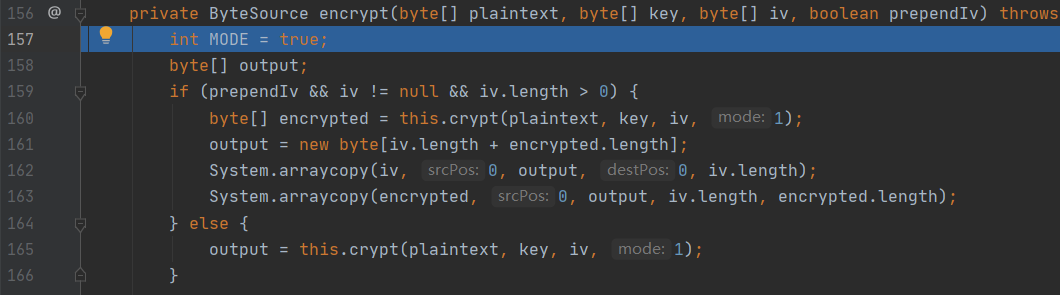 156 @ private ByteSource encrypt(byte[] plaintext, byte[] key, byte[] iv, boolean prependIv) throws
157 int MODE = true;
158 byte[] output;
159 if (prependIv && iv != null && iv.length > 0) {
160 byte[] encrypted = this.crypt(plaintext, key, iv, mode: 1);
161 output = new byte[iv.length + encrypted.length];
162 System.arraycopy(iv, srcPos: 0, output, destPos: 0, iv.length);
163 System.arraycopy(encrypted, srcPos: 0, output, iv.length, encrypted.length);
164 } else {
165 output = this.crypt(plaintext, key, iv, mode: 1);
166 }